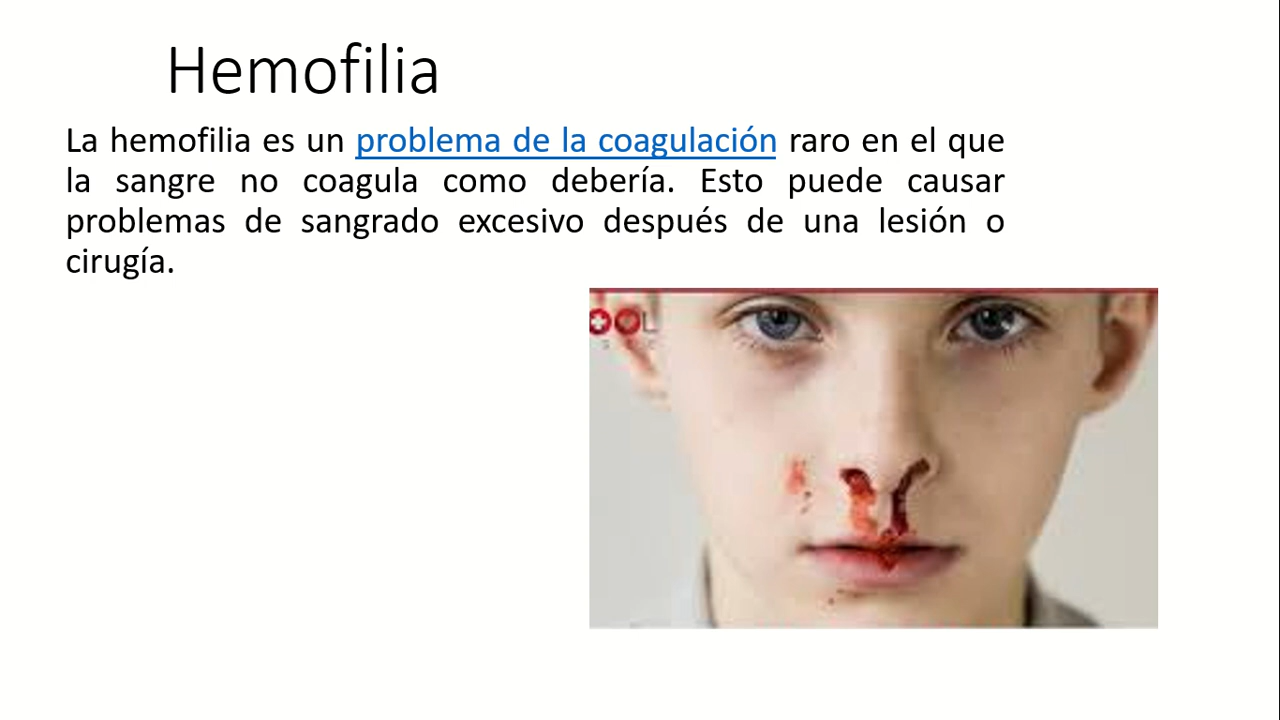 Hemofilia
La hemofilia es un problema de la coagulación raro en el que
la sangre no coagula como debería. Esto puede causar
problemas de sangrado excesivo después de una lesión o
cirugía.